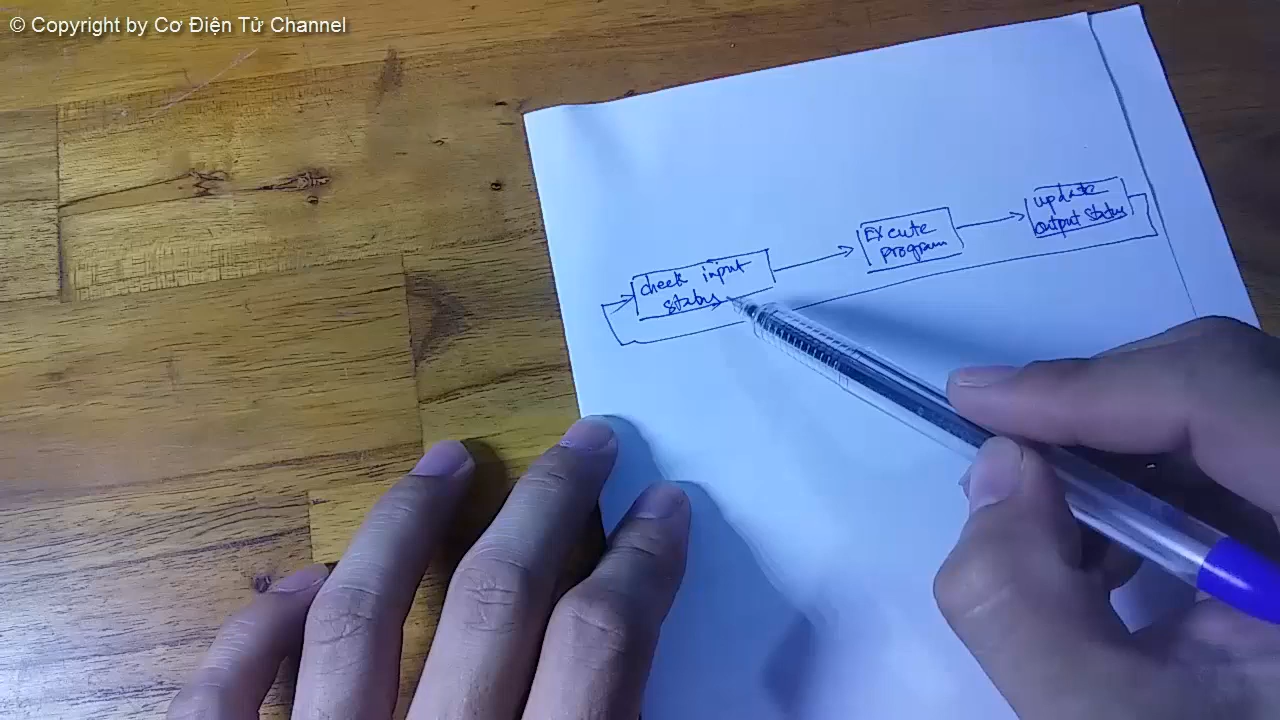 © Copyright by Cơ Điện Tử Channel
check input
status
Execute
program
update
output status